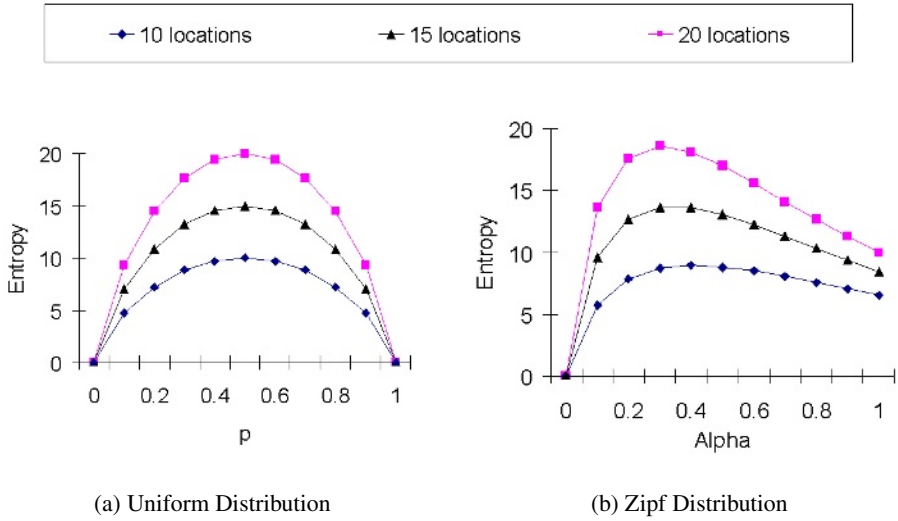 10 locations 15 locations 20 locations
Entropy
20
15
10
5
0
0 0.2 0.4 0.6 0.8 1
p
(a) Uniform Distribution
Entropy
20
15
10
5
0
0 0.2 0.4 0.6 0.8 1
Alpha
(b) Zipf Distribution